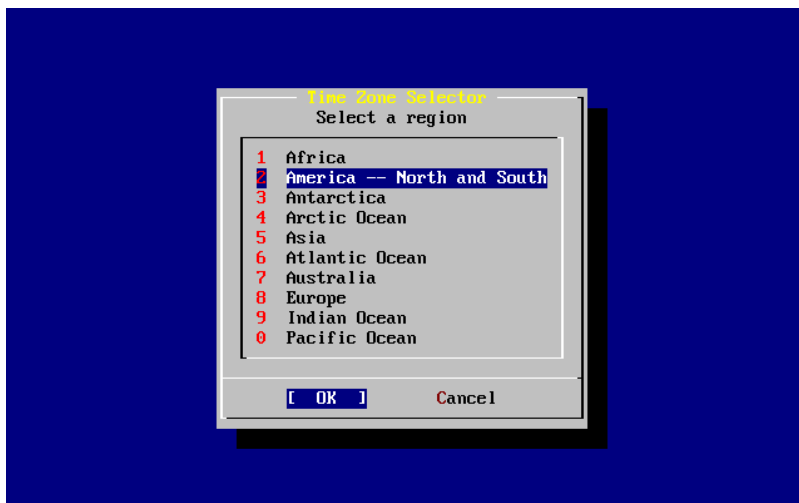 Time Zone Selector
Select a region
1 Africa
2 America -- North and South
3 Antarctica
4 Arctic Ocean
5 Asia
6 Atlantic Ocean
7 Australia
8 Europe
9 Indian Ocean
0 Pacific Ocean
[ OK ] Cancel